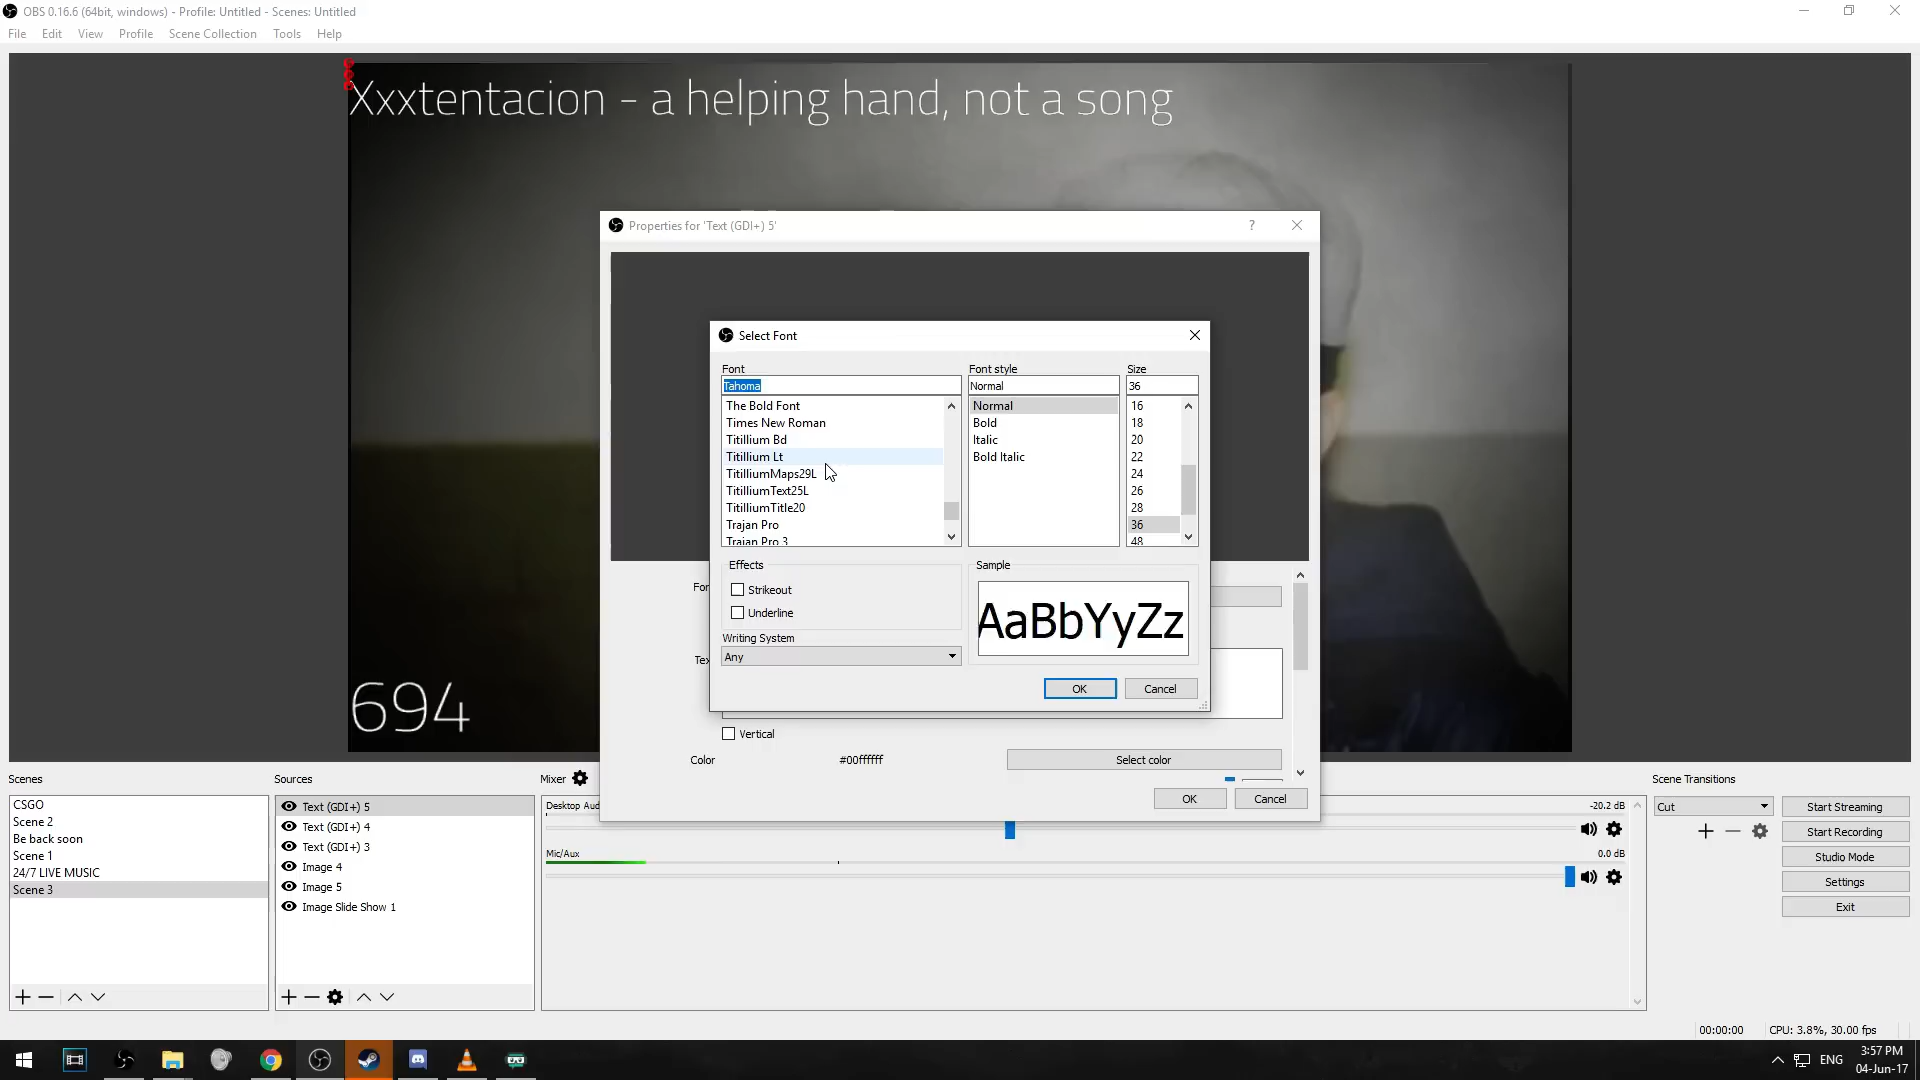 OBS 0.16.6 (64bit, windows) - Profile: Untitled - Scenes: Untitled
File Edit View Profile Scene Collection Tools Help
Xxxtentacion - a helping hand, not a song
Properties for 'Text (GDI+) 5' ?
Select Font
Font Font style Size
Tahoma Normal 36
The Bold Font Normal 16
Times New Roman Bold 18
Titillium Bd Italic 20
Titillium Lt Bold Italic 22
TitilliumMaps29L 24
TitilliumText25L 26
TitilliumTitle20 28
Trajan Pro 36
Trajan Pro 3 48
Effects Sample
Strikeout
Underline
AaBbYyZz
Writing System
Any
OK Cancel
694
Vertical
Color #00ffffff Select color
OK Cancel
Scenes Sources Mixer Scene Transitions
CSGO
Scene 2
Be back soon
Scene 1
24/7 LIVE MUSIC
Scene 3
Text (GDI+) 5
Text (GDI+) 4
Text (GDI+) 3
Image 4
Image 5
Image Slide Show 1
Desktop Aud -20.2 dB
Mic/Aux 0.0 dB
Cut
Start Streaming
Start Recording
Studio Mode
Settings
Exit
00:00:00 CPU: 3.8%, 30.00 fps
ENG 3:57 PM
04-Jun-17